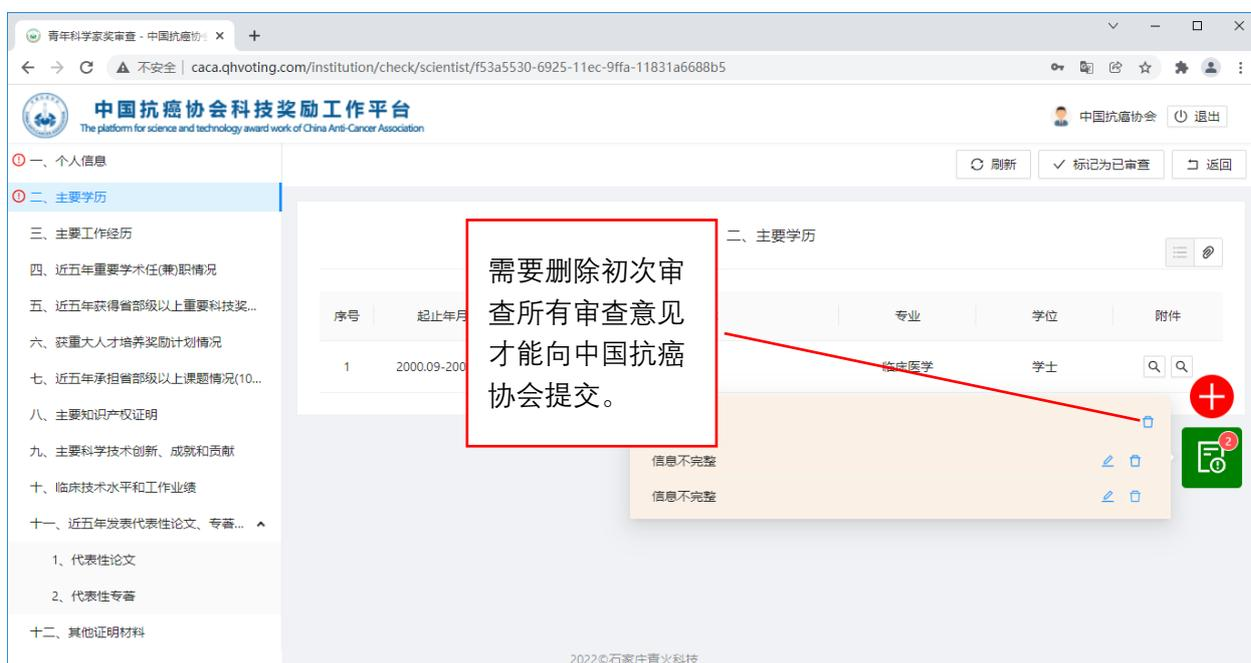 青年科学家奖审查 - 中国抗癌协会
不安全 | caca.qhvoting.com/institution/check/scientist/f53a5530-6925-11ec-9ffa-11831a6688b5
中国抗癌协会科技奖励工作平台
The platform for science and technology award work of China Anti-Cancer Association
中国抗癌协会
退出
一、个人信息
刷新
标记为已审查
返回
二、主要学历
二、主要学历
三、主要工作经历
四、近五年重要学术任(兼)职情况
五、近五年获得省部级以上重要科技奖...
六、获重大人才培养奖励计划情况
七、近五年承担省部级以上课题情况(10...
八、主要知识产权证明
九、主要科学技术创新、成就和贡献
十、临床技术水平和工作业绩
十一、近五年发表代表性论文、专著...
1、代表性论文
2、代表性专著
十二、其他证明材料
序号 起止年月 专业 学位 附件
1 2000.09-200 临床医学 学士
需要删除初次审
查所有审查意见
才能向中国抗癌
协会提交。
2
信息不完整
信息不完整
2022©石家庄青火科技